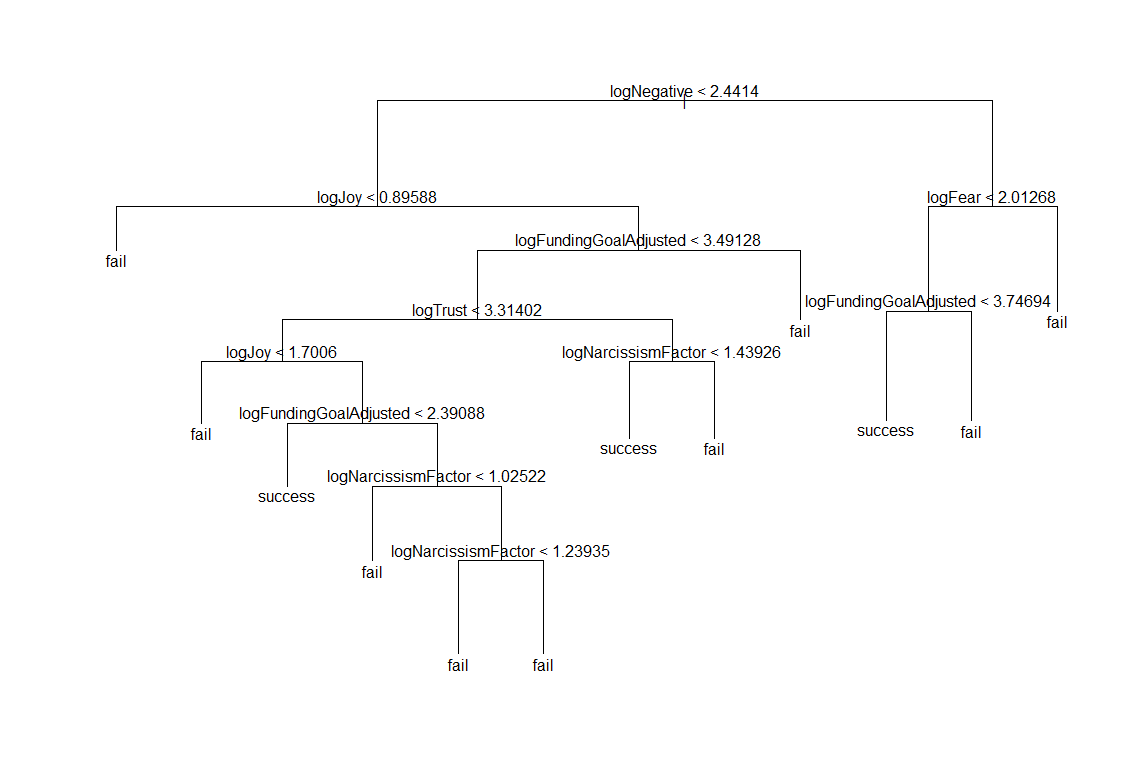 logNegative < 2.4414
logJoy < 0.89588
logFear < 2.01268
logFundingGoalAdjusted < 3.49128
fail
logFundingGoalAdjusted < 3.74694
logTrust < 3.31402
fail
fail
logJoy < 1.7006
logNarcissismFactor < 1.43926
logFundingGoalAdjusted < 2.39088
success
fail
fail
success
fail
logNarcissismFactor < 1.02522
success
logNarcissismFactor < 1.23935
fail
fail
fail